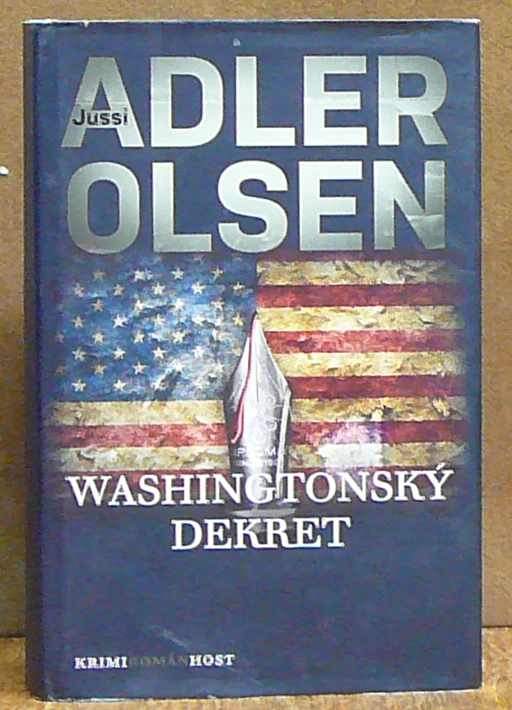 Jussi
ADLER
OLSEN
WASHINGTONSKÝ
DEKRET
KRIMIROMÁNHOST